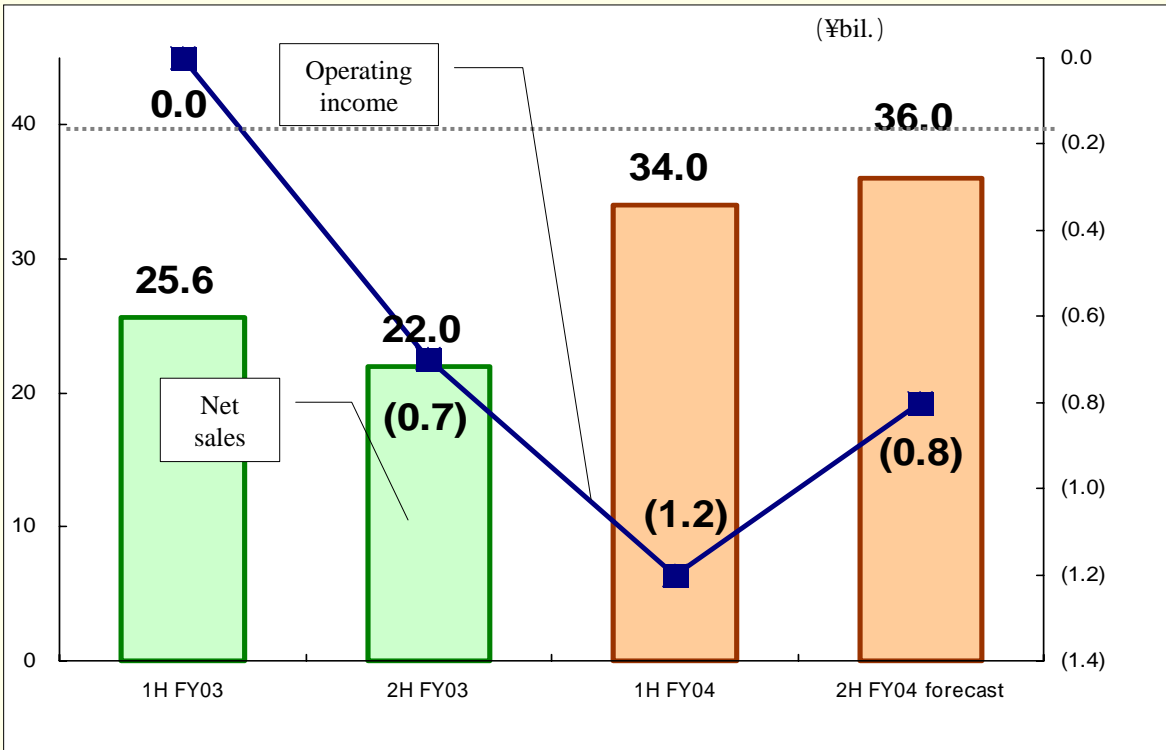 (¥bil.)
Operating
income
0.0
36.0
34.0
25.6
22.0
Net
sales
(0.7)
(0.8)
(1.2)
40
30
20
10
0
0.0
(0.2)
(0.4)
(0.6)
(0.8)
(1.0)
(1.2)
(1.4)
1H FY03
2H FY03
1H FY04
2H FY04 forecast